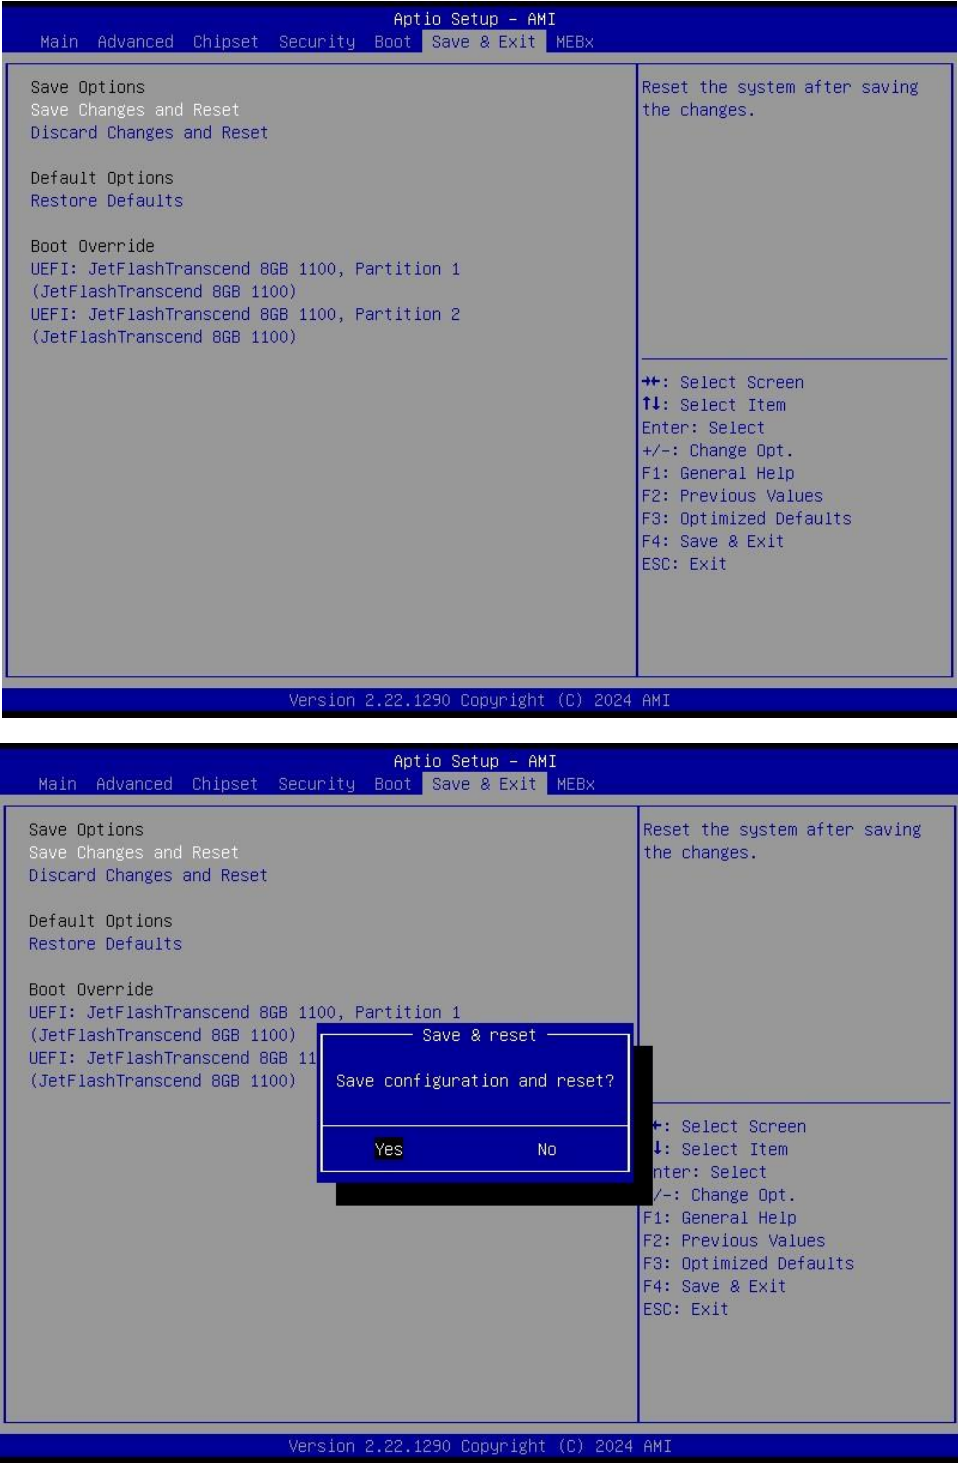 Aptio Setup – AMI
Main Advanced Chipset Security Boot Save & Exit MEBx
Save Options
Save Changes and Reset
Discard Changes and Reset
Default Options
Restore Defaults
Boot Override
UEFI: JetFlashTranscend 8GB 1100, Partition 1
(JetFlashTranscend 8GB 1100)
UEFI: JetFlashTranscend 8GB 1100, Partition 2
(JetFlashTranscend 8GB 1100)
Reset the system after saving
the changes.
→←: Select Screen
↑↓: Select Item
Enter: Select
+/-: Change Opt.
F1: General Help
F2: Previous Values
F3: Optimized Defaults
F4: Save & Exit
ESC: Exit
Version 2.22.1290 Copyright (C) 2024 AMI
Aptio Setup – AMI
Main Advanced Chipset Security Boot Save & Exit MEBx
Save Options
Save Changes and Reset
Discard Changes and Reset
Default Options
Restore Defaults
Boot Override
UEFI: JetFlashTranscend 8GB 1100, Partition 1
(JetFlashTranscend 8GB 1100)
UEFI: JetFlashTranscend 8GB 11
(JetFlashTranscend 8GB 1100)
Save & reset
Save configuration and reset?
Yes No
Reset the system after saving
the changes.
←: Select Screen
↓: Select Item
nter: Select
/-: Change Opt.
F1: General Help
F2: Previous Values
F3: Optimized Defaults
F4: Save & Exit
ESC: Exit
Version 2.22.1290 Copyright (C) 2024 AMI